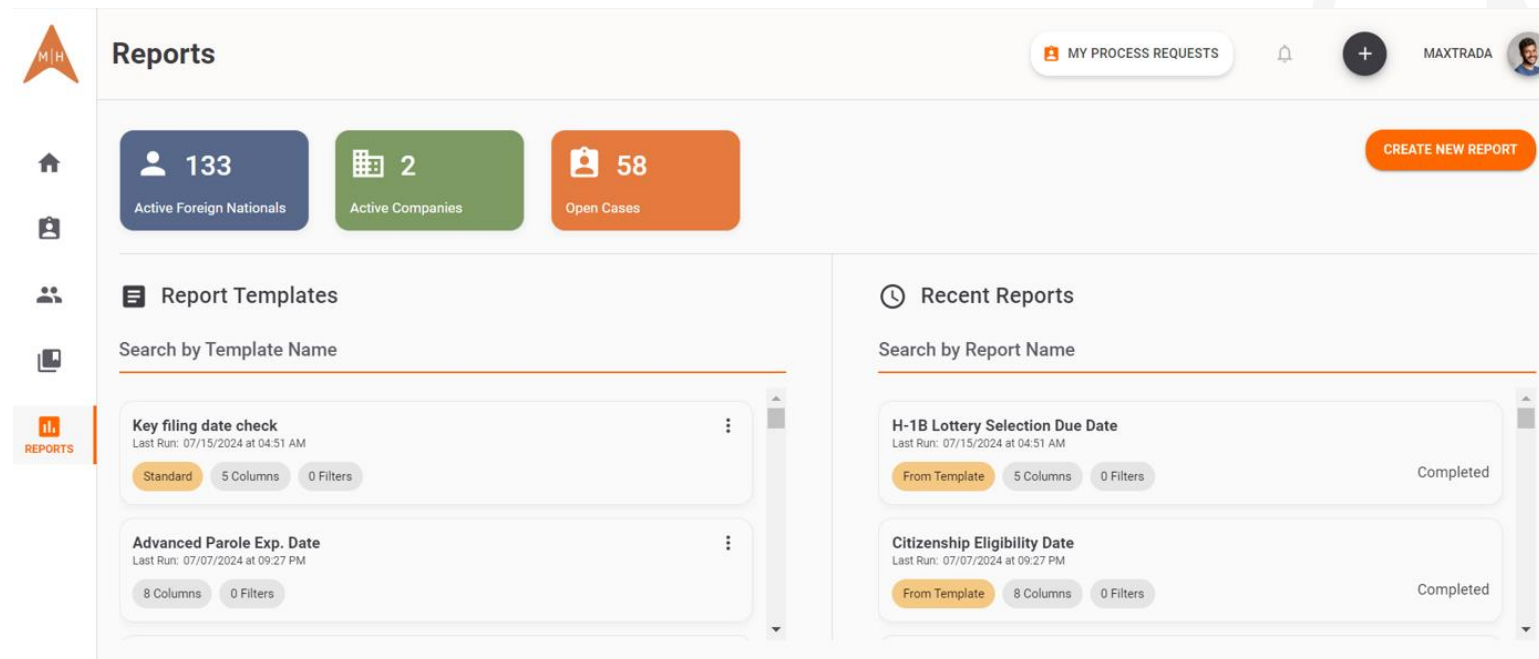 M|H
Reports
MY PROCESS REQUESTS
+
MAXTRADA
133
Active Foreign Nationals
2
Active Companies
58
Open Cases
CREATE NEW REPORT
REPORTS
Report Templates
Search by Template Name
Key filing date check
Last Run: 07/15/2024 at 04:51 AM
Standard 5 Columns 0 Filters
Advanced Parole Exp. Date
Last Run: 07/07/2024 at 09:27 PM
8 Columns 0 Filters
Recent Reports
Search by Report Name
H-1B Lottery Selection Due Date
Last Run: 07/15/2024 at 04:51 AM
From Template 5 Columns 0 Filters
Completed
Citizenship Eligibility Date
Last Run: 07/07/2024 at 09:27 PM
From Template 8 Columns 0 Filters
Completed